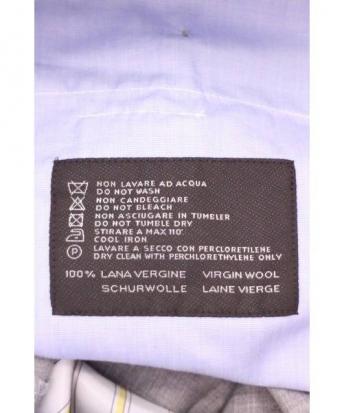 NON LAVARE AD ACQUA
DO NOT WASH
NON CANDEGGIARE
DO NOT BLEACH
NON ASCIUGARE IN TUMBLER
DO NOT TUMBLE DRY
STIRARE A MAX 110°
COOL IRON
P LAVARE A SECCO CON PERCLORETILENE
DRY CLEAN WITH PERCHLORETHYLENE ONLY
100% LANA VERGINE VIRGIN WOOL
SCHURWOLLE LAINE VIERGE